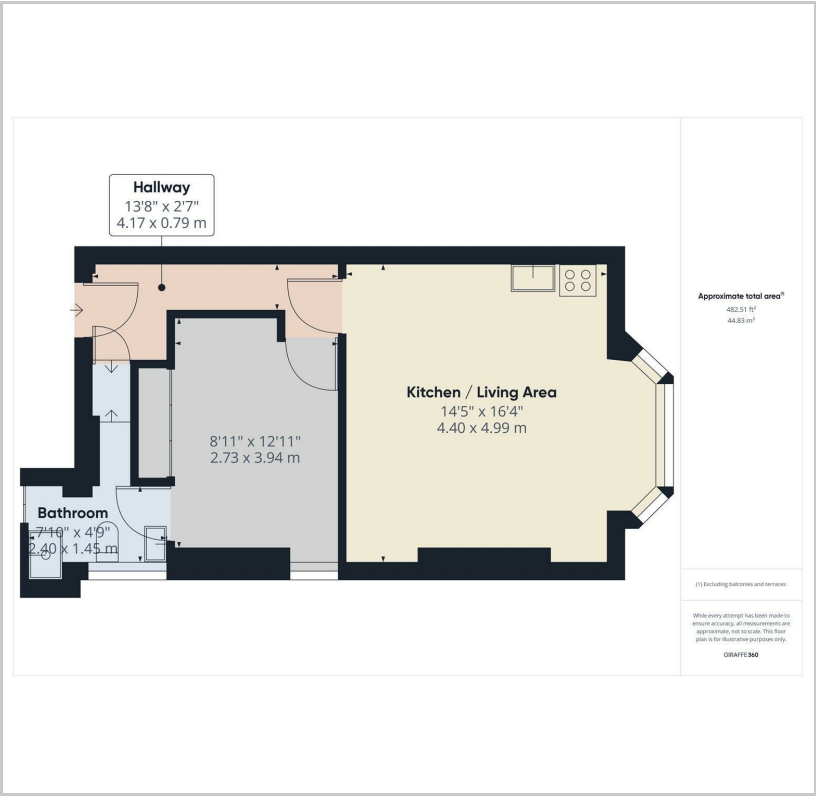 Hallway
13'8" x 2'7"
4.17 x 0.79 m
Kitchen / Living Area
14'5" x 16'4"
4.40 x 4.99 m
8'11" x 12'11"
2.73 x 3.94 m
Bathroom
7'10" x 4'9"
2.40 x 1.45 m
Approximate total area⁽¹⁾
482.51 ft²
44.83 m²
(1) Excluding balconies and terraces
While every attempt has been made to
ensure accuracy, all measurements are
approximate, not to scale. This floor
plan is for illustrative purposes only.
GIRAFFE360